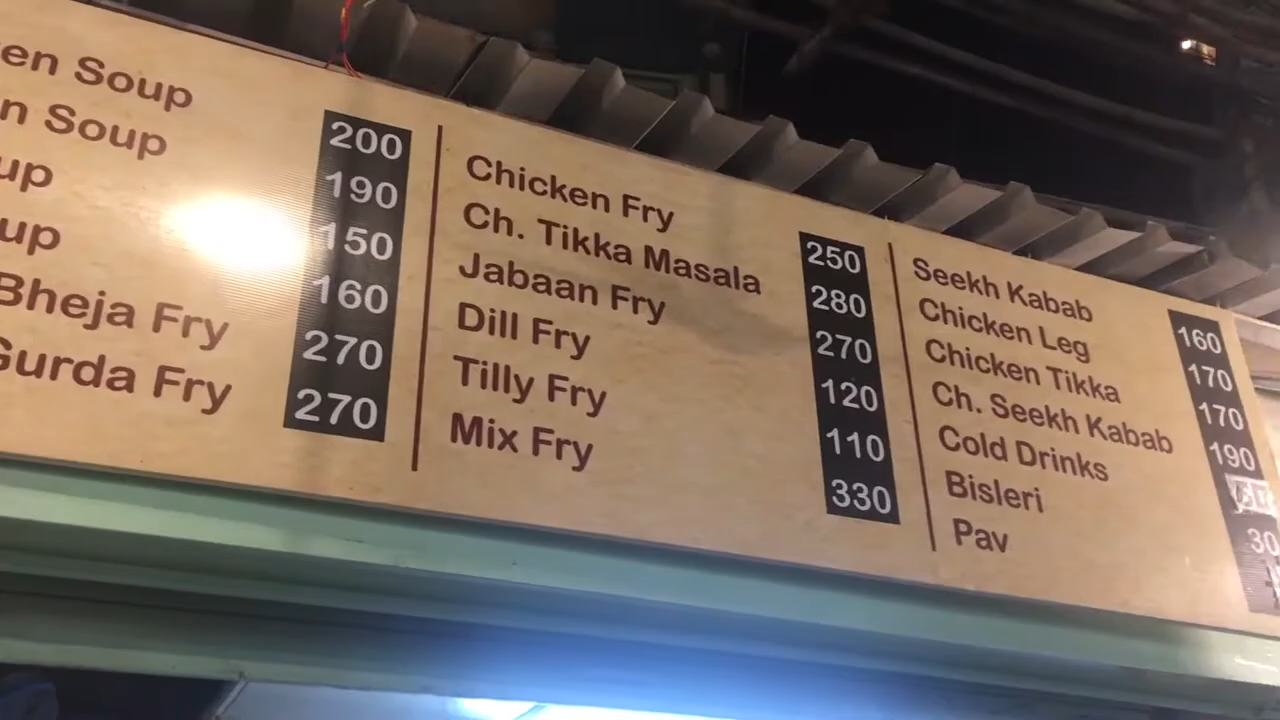 en Soup 200
n Soup 190
up 150
up 160
Bheja Fry 270
Gurda Fry 270
Chicken Fry 250
Ch. Tikka Masala 280
Jabaan Fry 270
Dill Fry 120
Tilly Fry 110
Mix Fry 330
Seekh Kabab 160
Chicken Leg 170
Chicken Tikka 170
Ch. Seekh Kabab 190
Cold Drinks
Bisleri 30
Pav